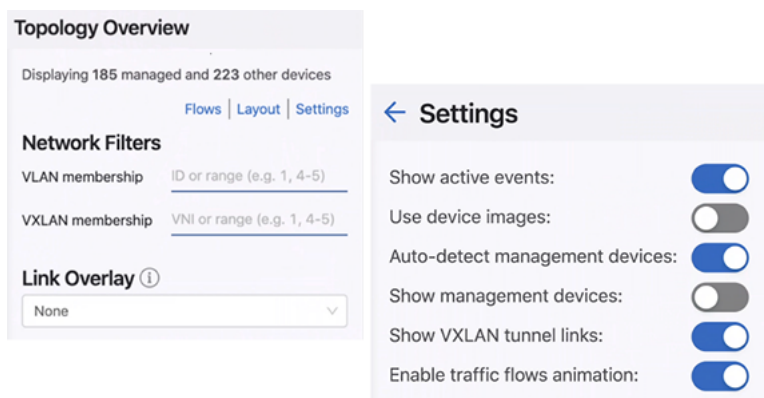 Topology Overview
Displaying 185 managed and 223 other devices
Flows | Layout | Settings
Network Filters
VLAN membership ID or range (e.g. 1, 4-5)
VXLAN membership VNI or range (e.g. 1, 4-5)
Link Overlay
None
Settings
Show active events:
Use device images:
Auto-detect management devices:
Show management devices:
Show VXLAN tunnel links:
Enable traffic flows animation: